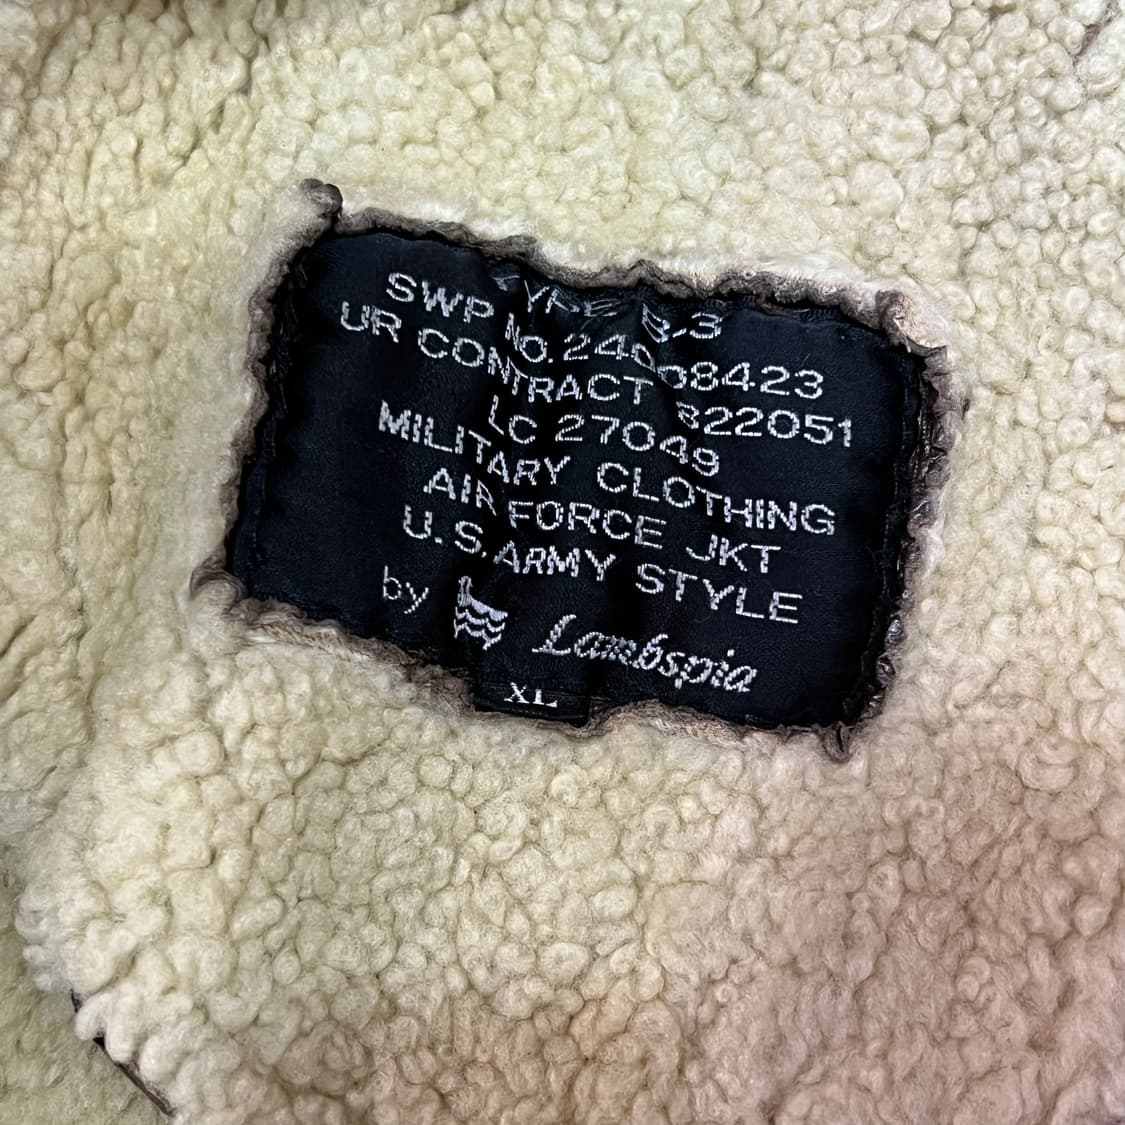 TYPE B-3
SWP No. 08423
UR CONTRACT 822051
LC 27049
MILITARY CLOTHING
AIR FORCE JKT
U.S. ARMY STYLE
by Lambspia
XL